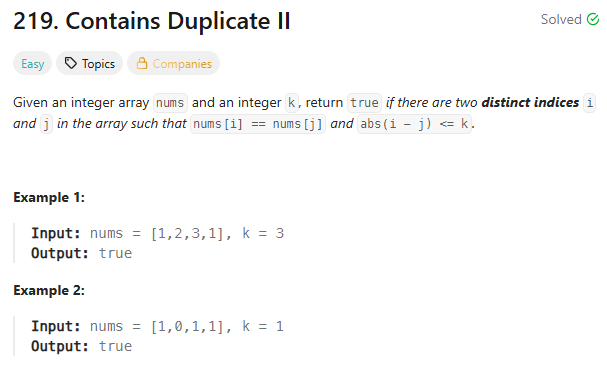 219. Contains Duplicate II
Solved
Easy
Topics
Companies
Given an integer array nums and an integer k, return true if there are two distinct indices i
and j in the array such that nums[i] == nums[j] and abs(i - j) <= k.
Example 1:
Input: nums = [1,2,3,1], k = 3
Output: true
Example 2:
Input: nums = [1,0,1,1], k = 1
Output: true